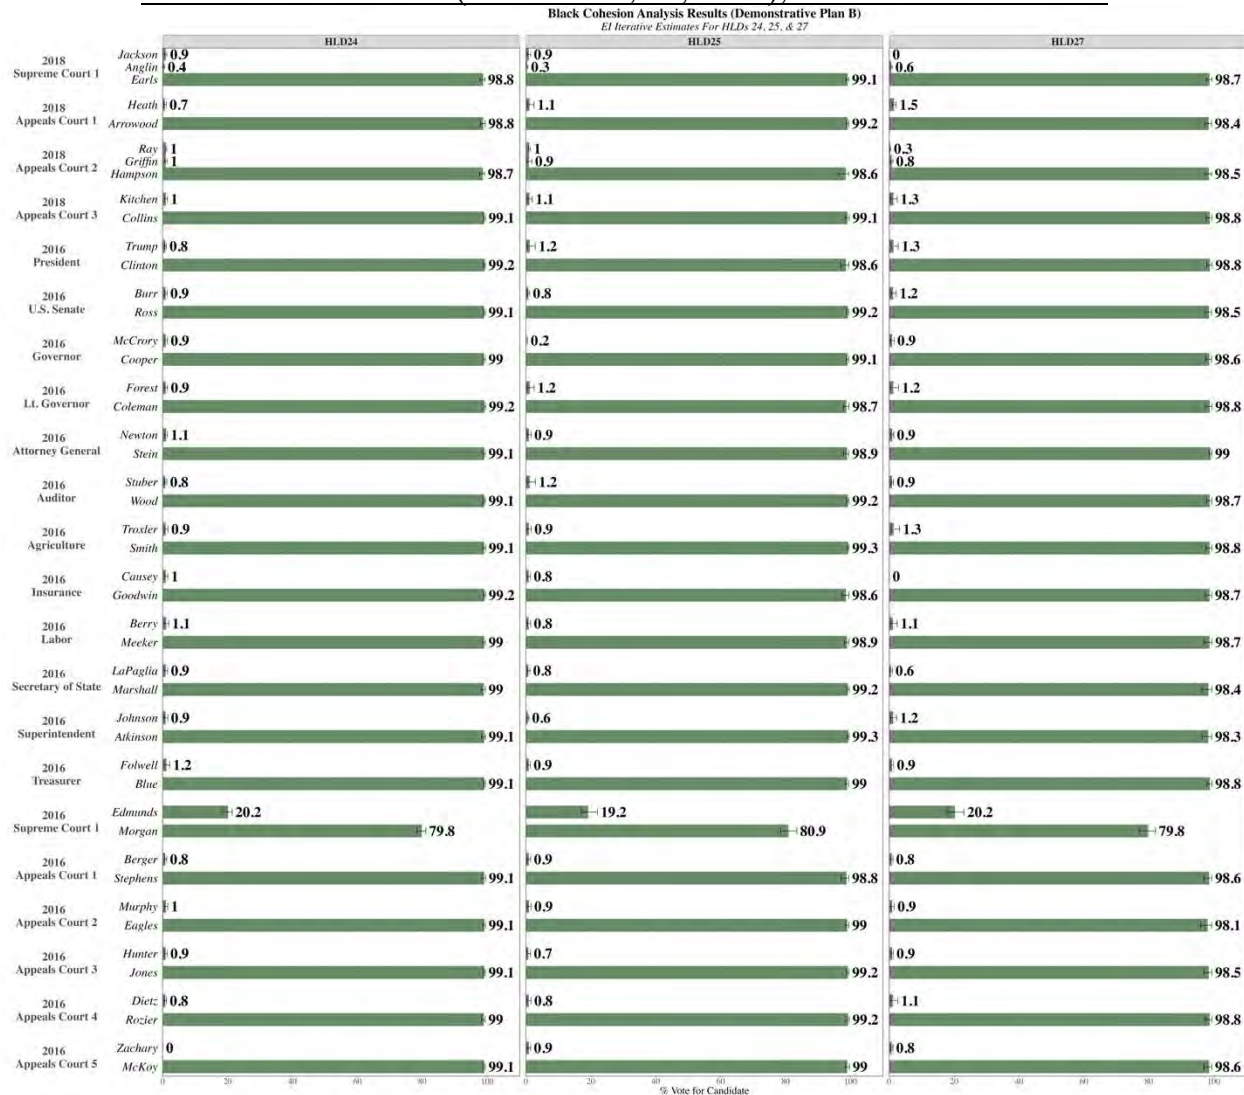 Black Cohesion Analysis Results (Demonstrative Plan B)
EI Iterative Estimates For HLDs 24, 25, & 27
HLD24 HLD25 HLD27
2018 Supreme Court 1
Jackson 0.9 0.9 0
Anglin 0.4 0.3 0.6
Earls 98.8 99.1 98.7
2018 Appeals Court 1
Heath 0.7 1.1 1.5
Arrowood 98.8 99.2 98.4
2018 Appeals Court 2
Ray 1 1 0.3
Griffin 1 0.9 0.8
Hampson 98.7 98.6 98.5
2018 Appeals Court 3
Kitchen 1 1.1 1.3
Collins 99.1 99.1 98.8
2016 President
Trump 0.8 1.2 1.3
Clinton 99.2 98.6 98.8
2016 U.S. Senate
Burr 0.9 0.8 1.2
Ross 99.1 99.2 98.5
2016 Governor
McCrory 0.9 0.2 0.9
Cooper 99 99.1 98.6
2016 Lt. Governor
Forest 0.9 1.2 1.2
Coleman 99.2 98.7 98.8
2016 Attorney General
Newton 1.1 0.9 0.9
Stein 99.1 98.9 99
2016 Auditor
Stuber 0.8 1.2 0.9
Wood 99.1 99.2 98.7
2016 Agriculture
Troxler 0.9 0.9 1.3
Smith 99.1 99.3 98.8
2016 Insurance
Causey 1 0.8 0
Goodwin 99.2 98.6 98.7
2016 Labor
Berry 1.1 0.8 1.1
Meeker 99 98.9 98.7
2016 Secretary of State
LaPaglia 0.9 0.8 0.6
Marshall 99 99.2 98.4
2016 Superintendent
Johnson 0.9 0.6 1.2
Atkinson 99.1 99.3 98.3
2016 Treasurer
Folwell 1.2 0.9 0.9
Blue 99.1 99 98.8
2016 Supreme Court 1
Edmunds 20.2 19.2 20.2
Morgan 79.8 80.9 79.8
2016 Appeals Court 1
Berger 0.8 0.9 0.8
Stephens 99.1 98.8 98.6
2016 Appeals Court 2
Murphy 1 0.9 0.9
Eagles 99.1 99 98.1
2016 Appeals Court 3
Hunter 0.9 0.7 0.9
Jones 99.1 99.2 98.5
2016 Appeals Court 4
Dietz 0.8 0.8 1.1
Rozier 99 99.2 98.8
2016 Appeals Court 5
Zachary 0 0.9 0.8
McKoy 99.1 99 98.6
0 20 40 60 80 100 0 20 40 60 80 100 0 20 40 60 80 100
% Vote for Candidate